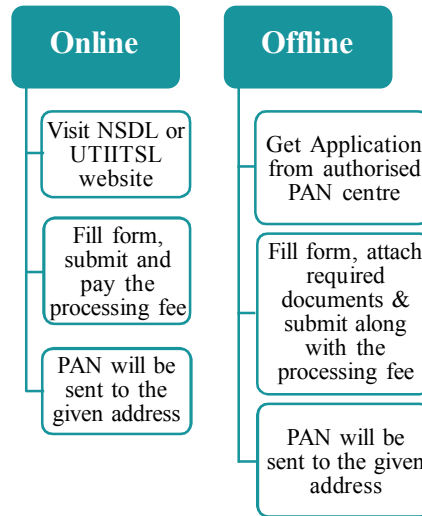 Online
Visit NSDL or
UTIITSL
website
Fill form,
submit and
pay the
processing fee
PAN will be
sent to the
given address
Offline
Get Application
from authorised
PAN centre
Fill form, attach
required
documents &
submit along
with the
processing fee
PAN will be
sent to the given
address